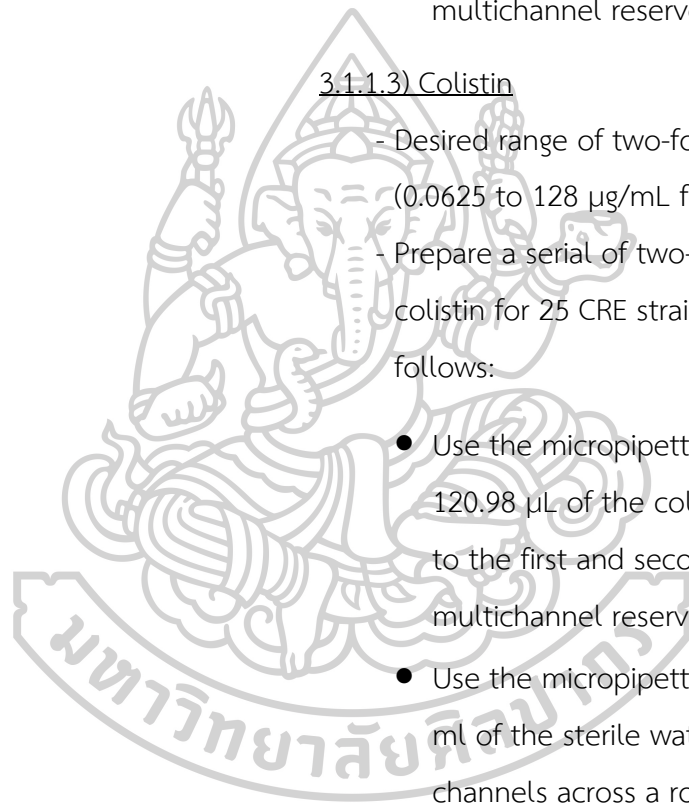 multichannel reserv
3.1.1.3) Colistin
- Desired range of two-fo
(0.0625 to 128 µg/mL f
- Prepare a serial of two-
colistin for 25 CRE strai
follows:
● Use the micropipett
120.98 µL of the col
to the first and seco
multichannel reserv
● Use the micropipett
ml of the sterile wat
channels across a ro
มหาวิทยาลัยศิลปากร